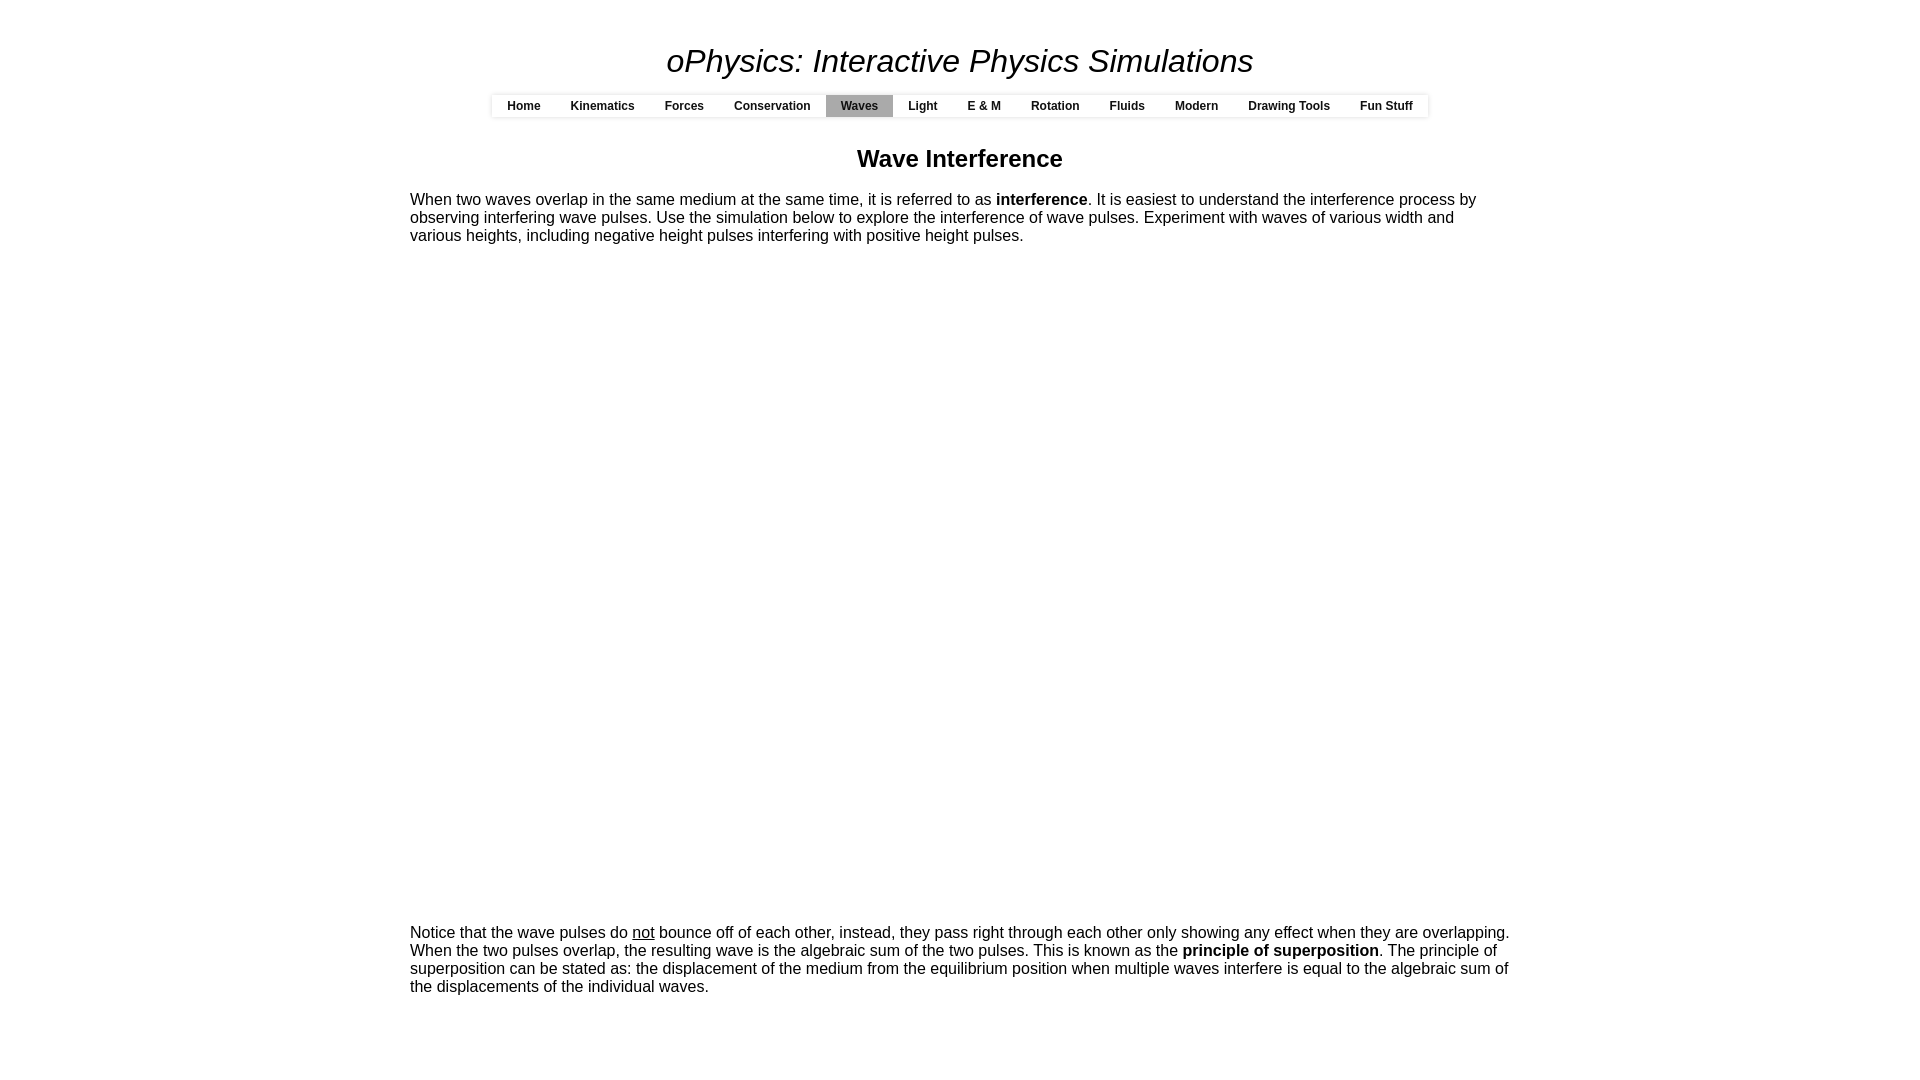 oPhysics: Interactive Physics Simulations
Home Kinematics Forces Conservation Waves Light E & M Rotation Fluids Modern Drawing Tools Fun Stuff
Wave Interference
When two waves overlap in the same medium at the same time, it is referred to as interference. It is easiest to understand the interference process by
observing interfering wave pulses. Use the simulation below to explore the interference of wave pulses. Experiment with waves of various width and
various heights, including negative height pulses interfering with positive height pulses.
Notice that the wave pulses do not bounce off of each other, instead, they pass right through each other only showing any effect when they are overlapping.
When the two pulses overlap, the resulting wave is the algebraic sum of the two pulses. This is known as the principle of superposition. The principle of
superposition can be stated as: the displacement of the medium from the equilibrium position when multiple waves interfere is equal to the algebraic sum of
the displacements of the individual waves.